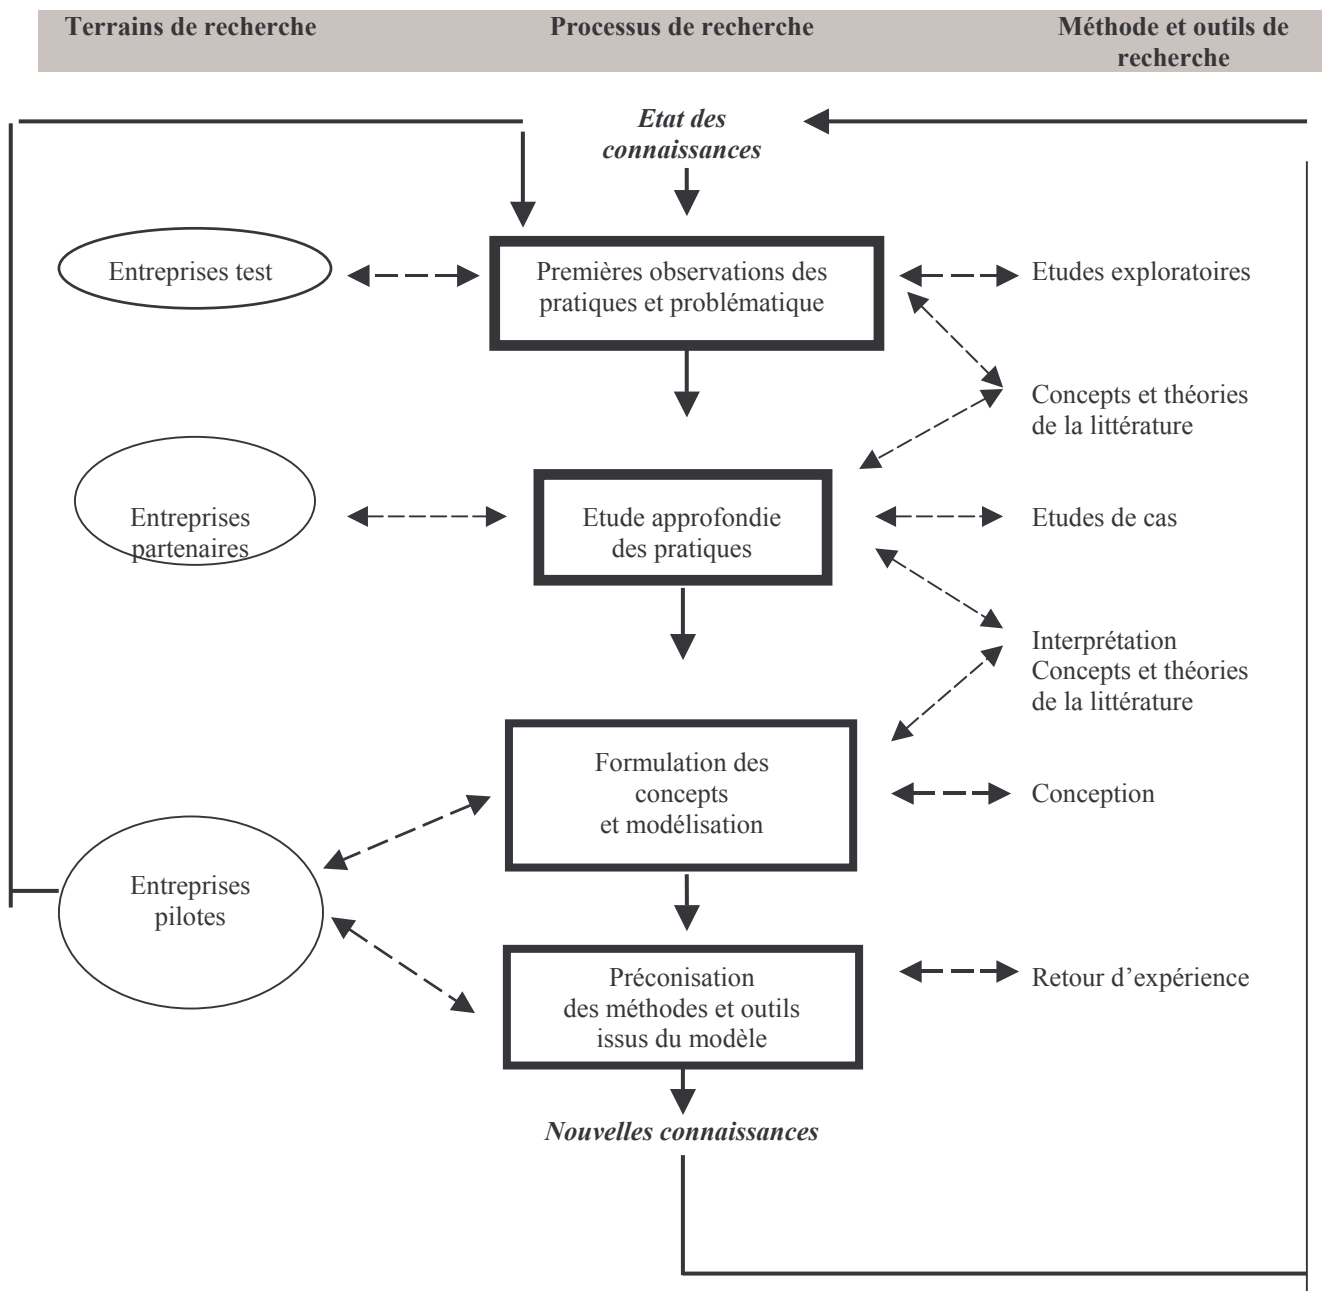 Terrains de recherche
Processus de recherche
Méthode et outils de
recherche
Etat des
connaissances
Entreprises test
Premières observations des
pratiques et problématique
Etudes exploratoires
Concepts et théories
de la littérature
Entreprises
partenaires
Etude approfondie
des pratiques
Etudes de cas
Interprétation
Concepts et théories
de la littérature
Formulation des
concepts
et modélisation
Conception
Entreprises
pilotes
Préconisation
des méthodes et outils
issus du modèle
Retour d’expérience
Nouvelles connaissances